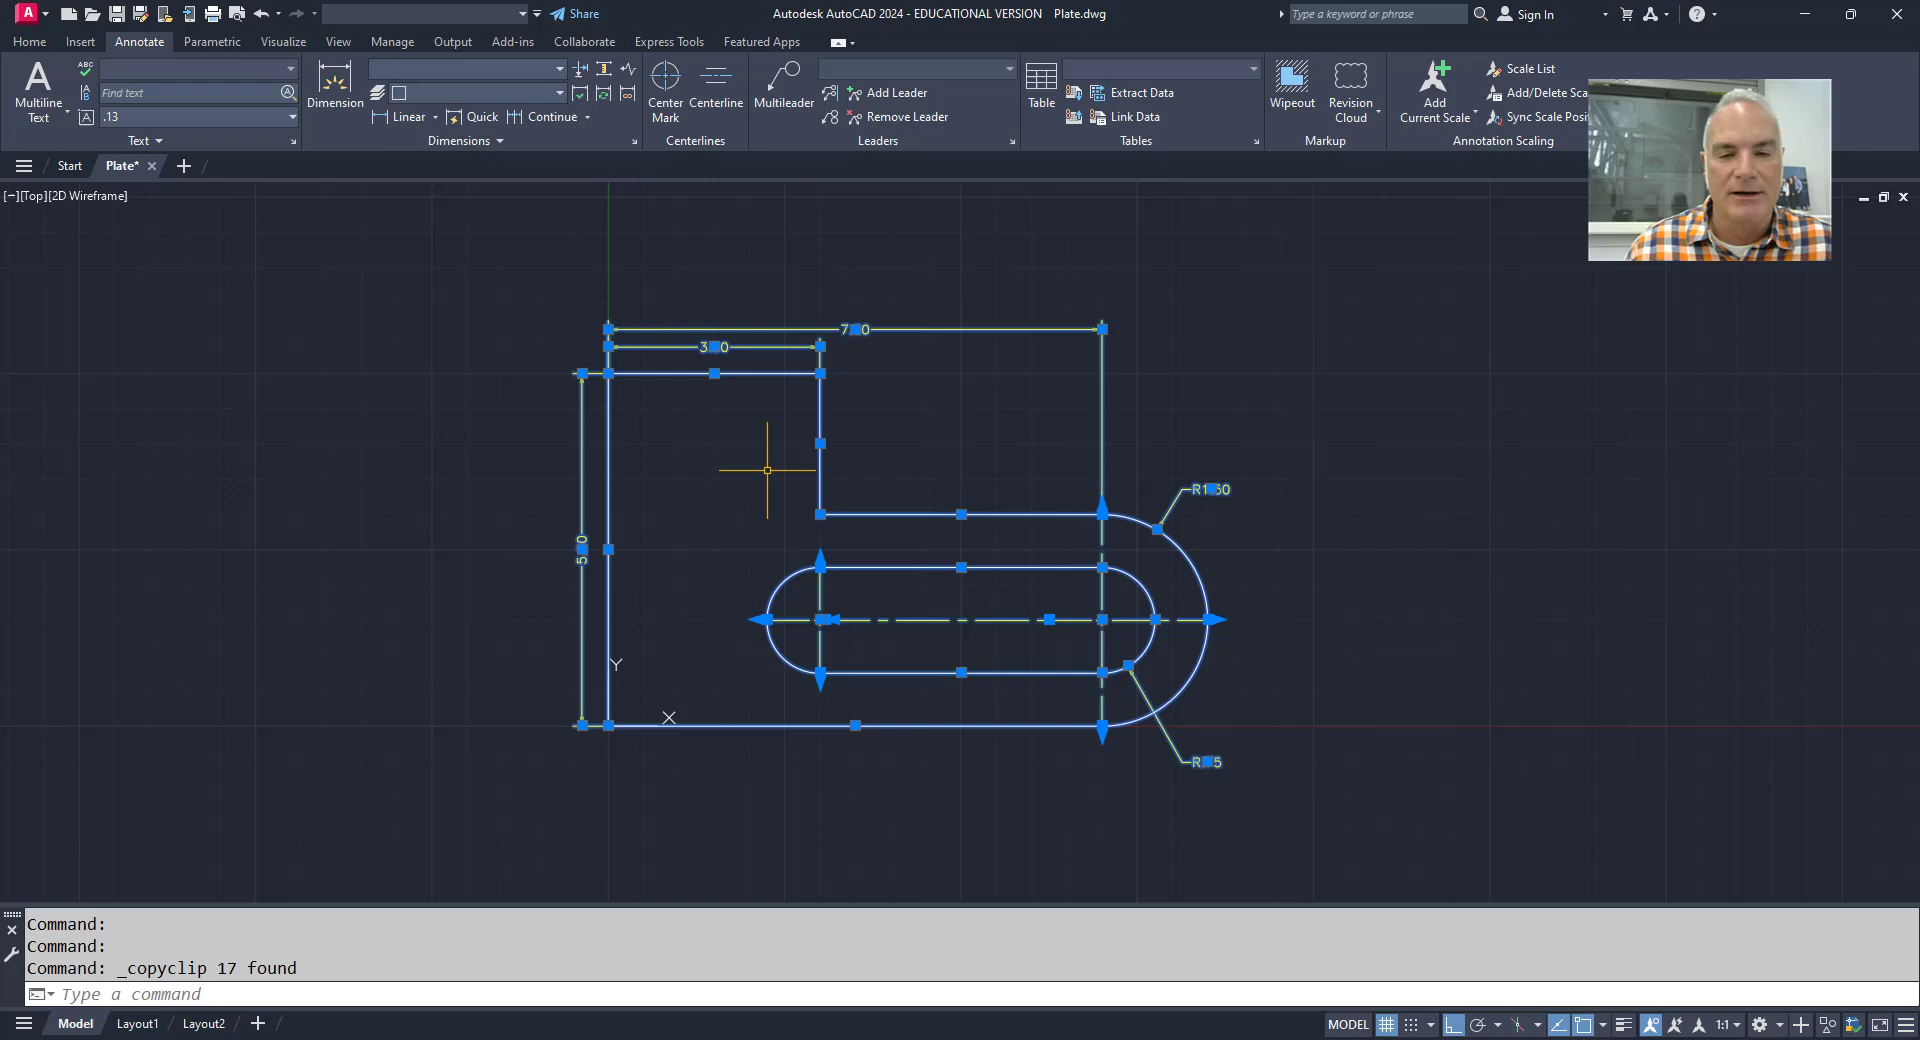 A
Share
Autodesk AutoCAD 2024 - EDUCATIONAL VERSION Plate.dwg
Type a keyword or phrase
Sign In
Home Insert Annotate Parametric Visualize View Manage Output Add-ins Collaborate Express Tools Featured Apps
Multiline Text
ABC
Find text
.13
Text
Dimension
Linear Quick Continue
Dimensions
Center Mark
Centerline
Centerlines
Multileader
Add Leader
Remove Leader
Leaders
Table
Extract Data
Link Data
Tables
Wipeout
Revision Cloud
Markup
Add Current Scale
Scale List
Add/Delete Sca
Sync Scale Posi
Annotation Scaling
Start Plate*
[−][Top][2D Wireframe]
Y
X
Command:
Command:
Command: _copyclip 17 found
Type a command
Model Layout1 Layout2
MODEL
1:1